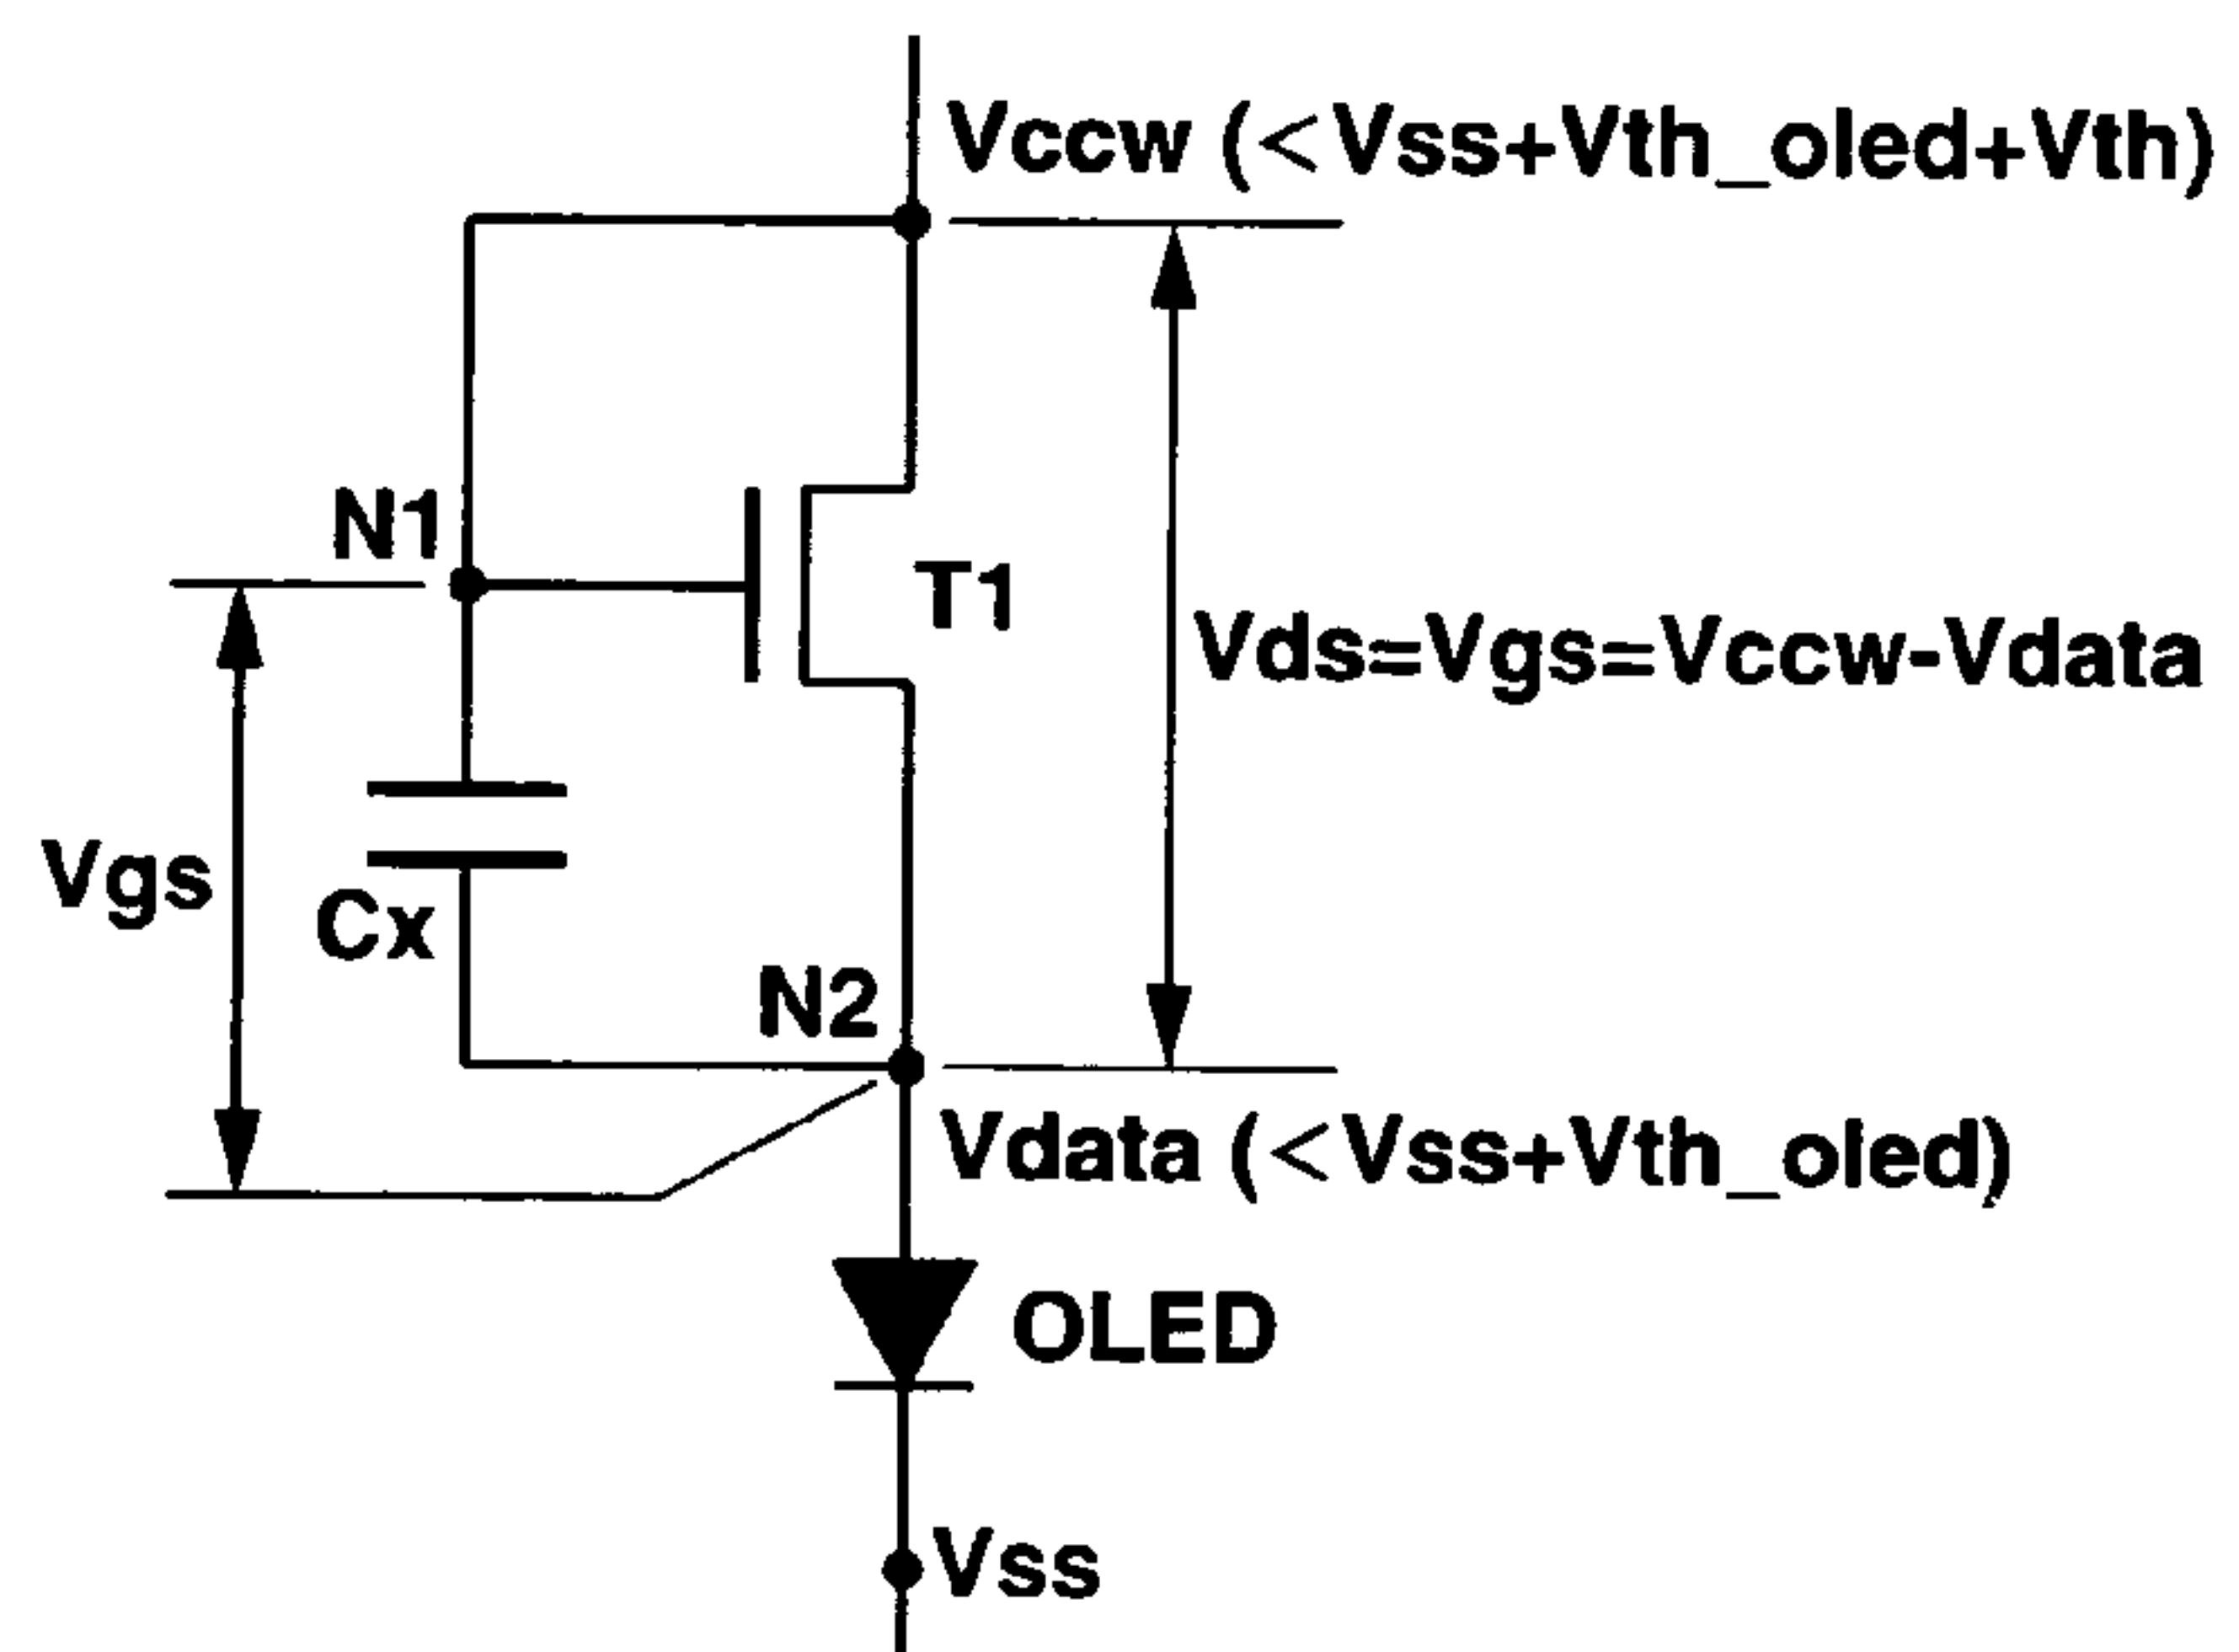 Vccw (<Vss+Vth_oled+Vth)
N1
T1
Vds=Vgs=Vccw-Vdata
Vgs
Cx
N2
Vdata (<Vss+Vth_oled)
OLED
Vss